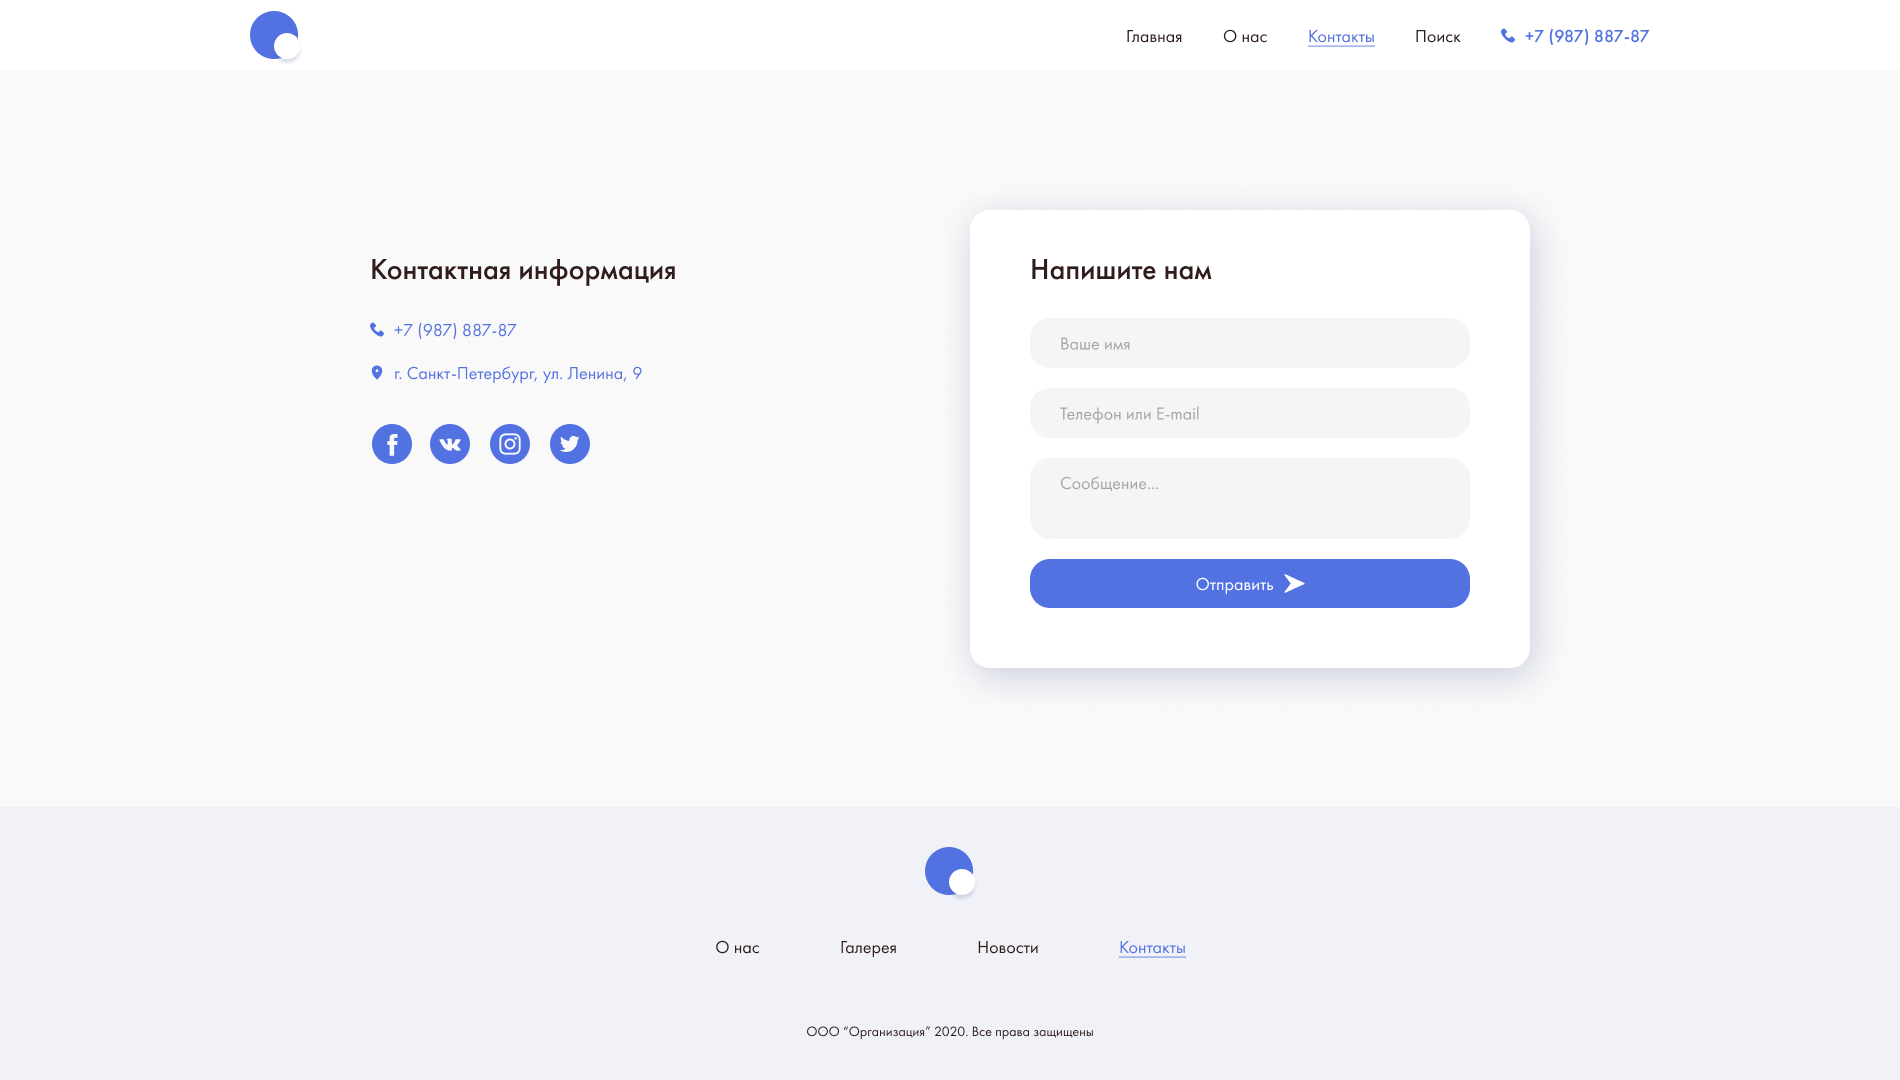 Главная
О нас
Контакты
Поиск
+7 (987) 887-87
Контактная информация
+7 (987) 887-87
г. Санкт-Петербург, ул. Ленина, 9
Напишите нам
Ваше имя
Телефон или E-mail
Сообщение...
Отправить
О нас
Галерея
Новости
Контакты
ООО “Организация” 2020. Все права защищены